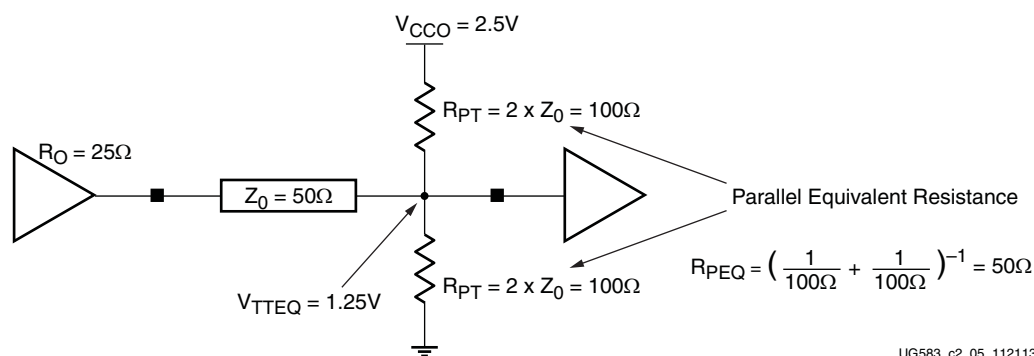 V_CCO = 2.5V
R_PT = 2 x Z_0 = 100Ω
R_O = 25Ω
Z_0 = 50Ω
Parallel Equivalent Resistance
R_PEQ = ( 1/100Ω + 1/100Ω )^–1 = 50Ω
R_PT = 2 x Z_0 = 100Ω
V_TTEQ = 1.25V
UG583_c2_05_112113